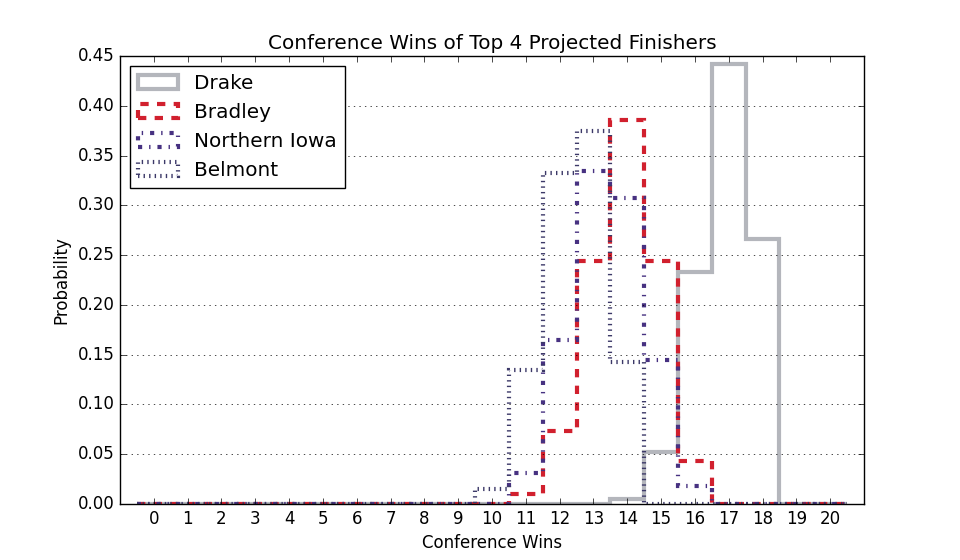 Conference Wins of Top 4 Projected Finishers
0.45
0.40
0.35
0.30
0.25
0.20
0.15
0.10
0.05
0.00
Probability
Drake
Bradley
Northern Iowa
Belmont
0 1 2 3 4 5 6 7 8 9 10 11 12 13 14 15 16 17 18 19 20
Conference Wins